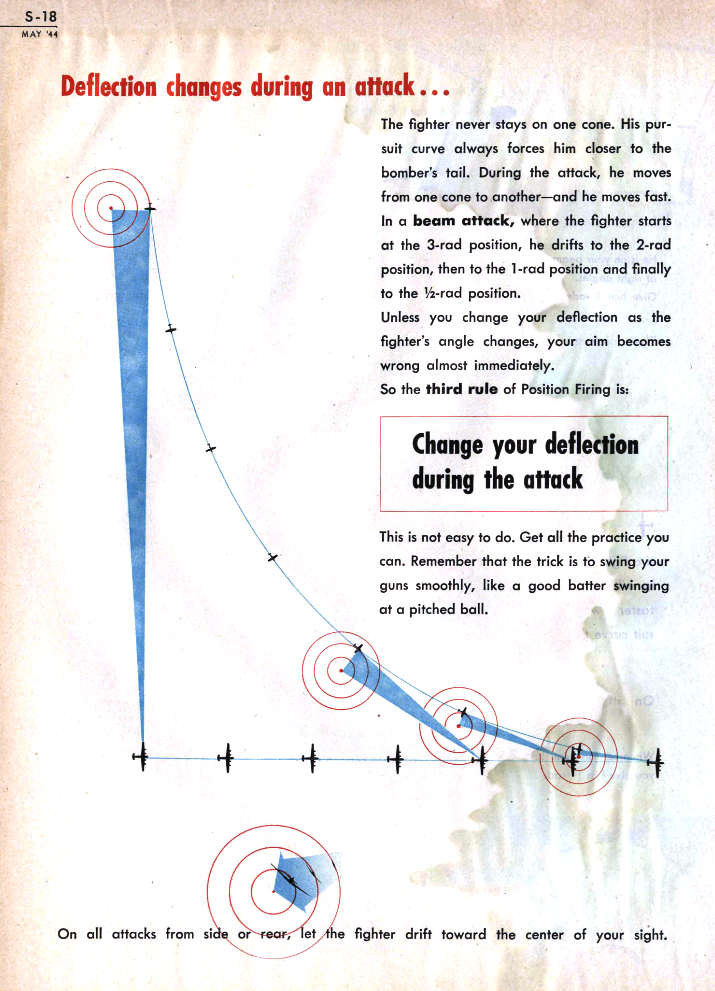 S-18
MAY '44
Deflection changes during an attack...
The fighter never stays on one cone. His pur-
suit curve always forces him closer to the
bomber's tail. During the attack, he moves
from one cone to another—and he moves fast.
In a beam attack, where the fighter starts
at the 3-rad position, he drifts to the 2-rad
position, then to the 1-rad position and finally
to the ½-rad position.
Unless you change your deflection as the
fighter's angle changes, your aim becomes
wrong almost immediately.
So the third rule of Position Firing is:
Change your deflection
during the attack
This is not easy to do. Get all the practice you
can. Remember that the trick is to swing your
guns smoothly, like a good batter swinging
at a pitched ball.
On all attacks from side or rear, let the fighter drift toward the center of your sight.